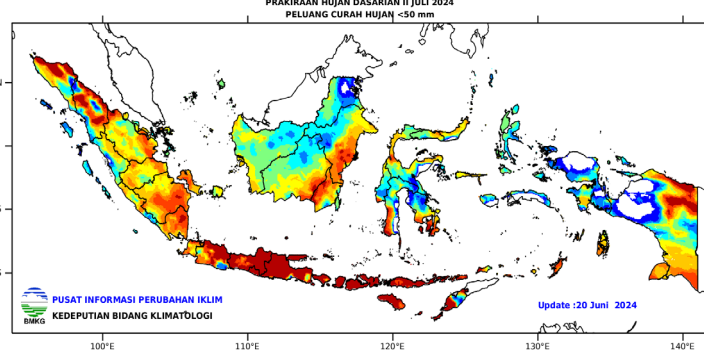 PRAKIRAAN HUJAN DASARIAN II JULI 2024
PELUANG CURAH HUJAN <50 mm
PUSAT INFORMASI PERUBAHAN IKLIM
KEDEPUTIAN BIDANG KLIMATOLOGI
BMKG
Update :20 Juni 2024
100°E 110°E 120°E 130°E 140°E